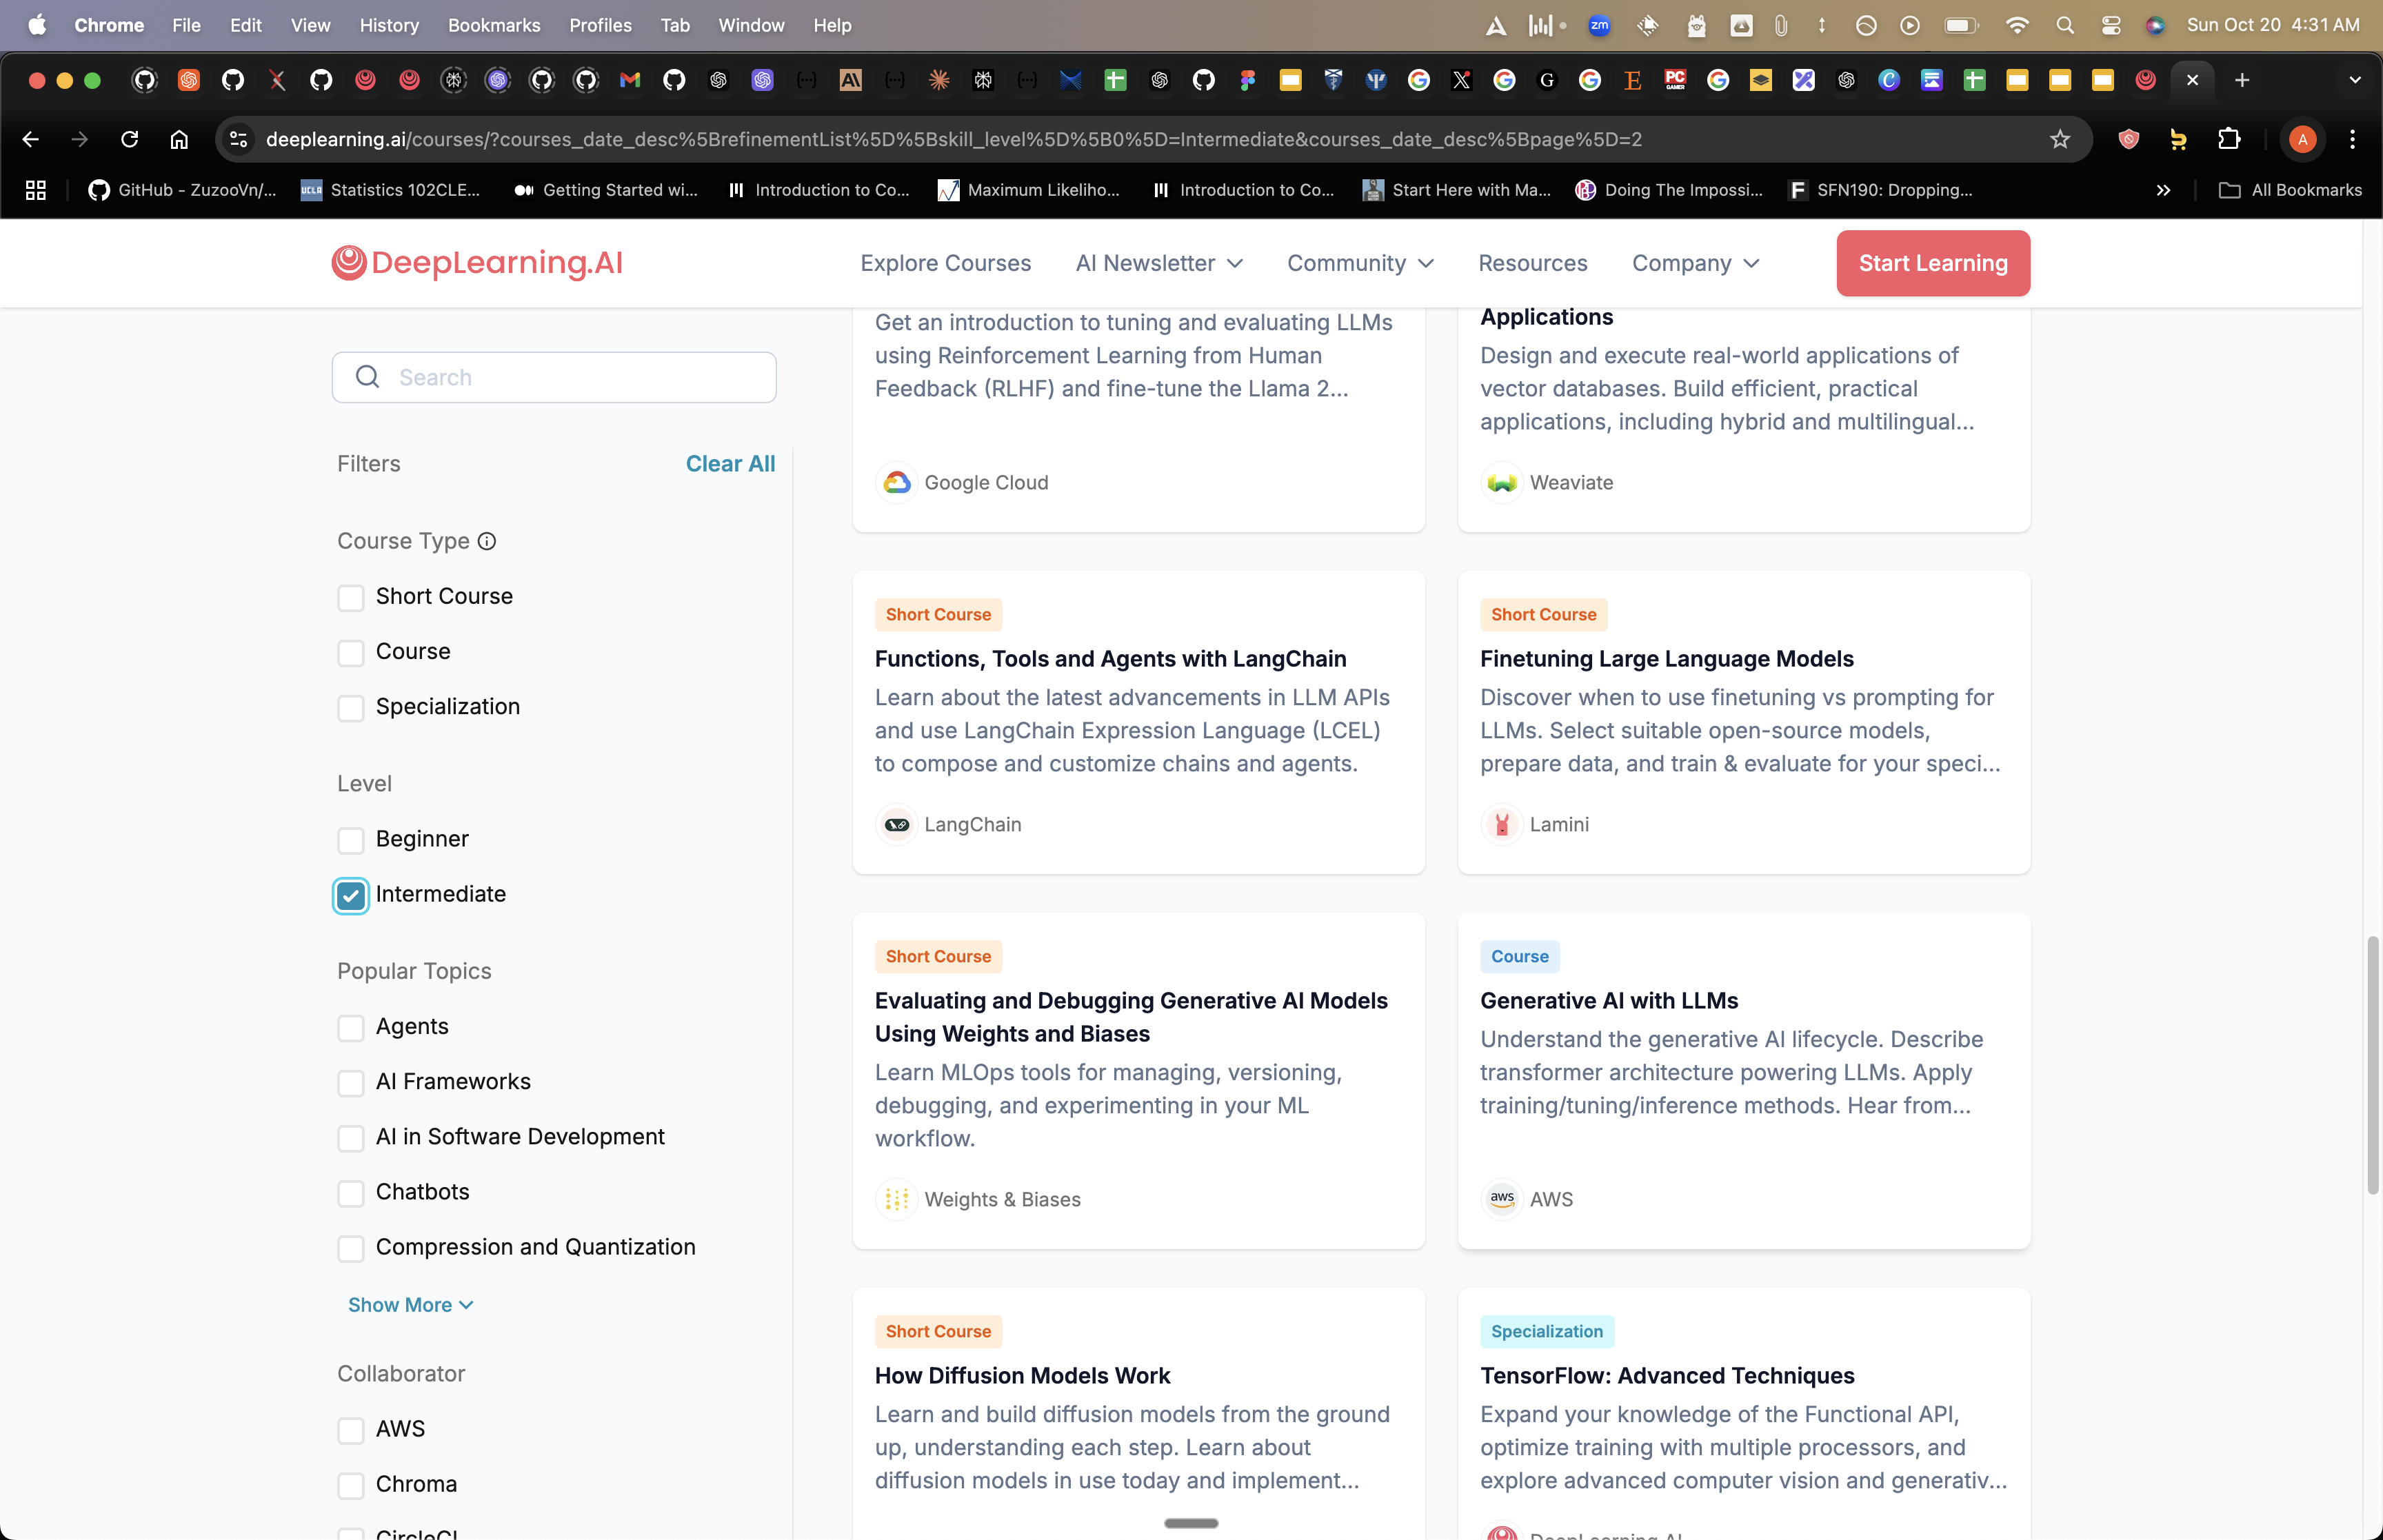 Chrome File Edit View History Bookmarks Profiles Tab Window Help
zm
Sun Oct 20 4:31 AM
deeplearning.ai/courses/?courses_date_desc%5BrefinementList%5D%5Bskill_level%5D%5B0%5D=Intermediate&courses_date_desc%5Bpage%5D=2
A
GitHub - ZuzooVn/...
UCLA
Statistics 102CLE...
Getting Started wi...
Introduction to Co...
Maximum Likeliho...
Introduction to Co...
Start Here with Ma...
Doing The Impossi...
SFN190: Dropping...
All Bookmarks
DeepLearning.AI
Explore Courses
AI Newsletter
Community
Resources
Company
Start Learning
Search
Filters
Clear All
Course Type
Short Course
Course
Specialization
Level
Beginner
Intermediate
Popular Topics
Agents
AI Frameworks
AI in Software Development
Chatbots
Compression and Quantization
Show More
Collaborator
AWS
Chroma
CircleCI
Get an introduction to tuning and evaluating LLMs
using Reinforcement Learning from Human
Feedback (RLHF) and fine-tune the Llama 2...
Google Cloud
Applications
Design and execute real-world applications of
vector databases. Build efficient, practical
applications, including hybrid and multilingual...
Weaviate
Short Course
Functions, Tools and Agents with LangChain
Learn about the latest advancements in LLM APIs
and use LangChain Expression Language (LCEL)
to compose and customize chains and agents.
LangChain
Short Course
Finetuning Large Language Models
Discover when to use finetuning vs prompting for
LLMs. Select suitable open-source models,
prepare data, and train & evaluate for your speci...
Lamini
Short Course
Evaluating and Debugging Generative AI Models
Using Weights and Biases
Learn MLOps tools for managing, versioning,
debugging, and experimenting in your ML
workflow.
Weights & Biases
Course
Generative AI with LLMs
Understand the generative AI lifecycle. Describe
transformer architecture powering LLMs. Apply
training/tuning/inference methods. Hear from...
aws
AWS
Short Course
How Diffusion Models Work
Learn and build diffusion models from the ground
up, understanding each step. Learn about
diffusion models in use today and implement...
Specialization
TensorFlow: Advanced Techniques
Expand your knowledge of the Functional API,
optimize training with multiple processors, and
explore advanced computer vision and generativ...
DeepLearning.AI